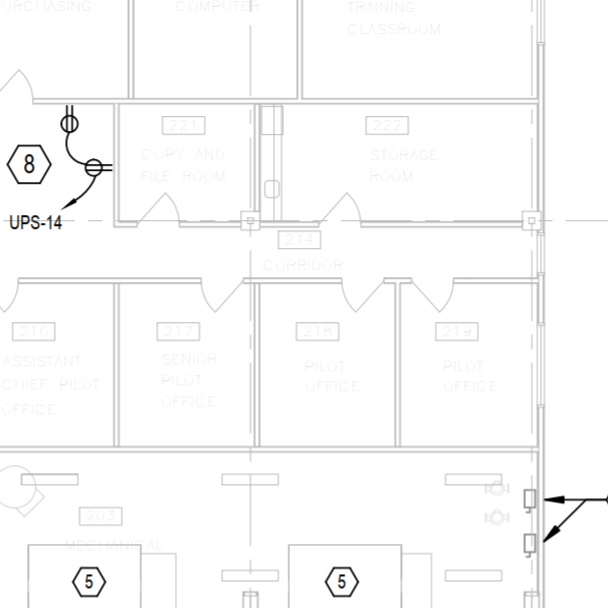 PURCHASING
COMPUTER
TRAINING
CLASSROOM
221
COPY AND
FILE ROOM
222
STORAGE
ROOM
8
UPS-14
214
CORRIDOR
216
ASSISTANT
CHIEF PILOT
OFFICE
217
SENIOR
PILOT
OFFICE
218
PILOT
OFFICE
219
PILOT
OFFICE
203
MECHANICAL
5
5